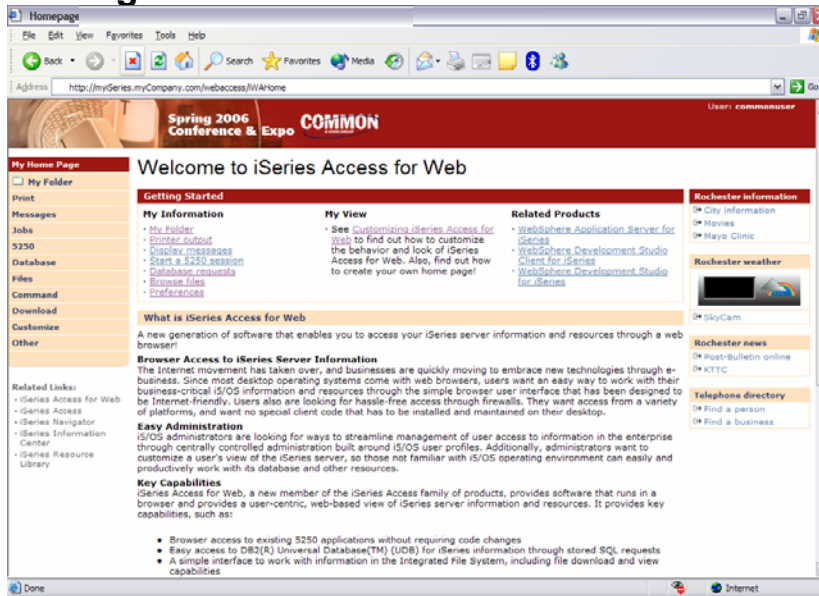 Homepage
File Edit View Favorites Tools Help
Back Search Favorites Media
Address http://myiSeries.myCompany.com/webaccess/iWAHome Go
Spring 2006
Conference & Expo
COMMON
User: commonuser
My Home Page
My Folder
Print
Messages
Jobs
5250
Database
Files
Command
Download
Customize
Other
Related Links:
- iSeries Access for Web
- iSeries Access
- iSeries Navigator
- iSeries Information
Center
- iSeries Resource
Library
Welcome to iSeries Access for Web
Getting Started
My Information
· My Folder
· Printer output
· Display messages
· Start a 5250 session
· Database requests
· Browse files
· Preferences
My View
· See Customizing iSeries Access for
Web to find out how to customize
the behavior and look of iSeries
Access for Web. Also, find out how
to create your own home page!
Related Products
· WebSphere Application Server for
iSeries
· WebSphere Development Studio
Client for iSeries
· WebSphere Development Studio
for iSeries
What is iSeries Access for Web
A new generation of software that enables you to access your iSeries server information and resources through a web
browser!
Browser Access to iSeries Server Information
The Internet movement has taken over, and businesses are quickly moving to embrace new technologies through e-
business. Since most desktop operating systems come with web browsers, users want an easy way to work with their
business-critical i5/OS information and resources through the simple browser user interface that has been designed to
be Internet-friendly. Users also are looking for hassle-free access through firewalls. They want access from a variety
of platforms, and want no special client code that has to be installed and maintained on their desktop.
Easy Administration
i5/OS administrators are looking for ways to streamline management of user access to information in the enterprise
through centrally controlled administration built around i5/OS user profiles. Additionally, administrators want to
customize a user's view of the iSeries server, so those not familiar with i5/OS operating environment can easily and
productively work with its database and other resources.
Key Capabilities
iSeries Access for Web, a new member of the iSeries Access family of products, provides software that runs in a
browser and provides a user-centric, web-based view of iSeries server information and resources. It provides key
capabilities, such as:
• Browser access to existing 5250 applications without requiring code changes
• Easy access to DB2(R) Universal Database(TM) (UDB) for iSeries information through stored SQL requests
• A simple interface to work with information in the Integrated File System, including file download and view
capabilities
Rochester information
City information
Movies
Mayo Clinic
Rochester weather
SkyCam
Rochester news
Post-Bulletin online
KTTC
Telephone directory
Find a person
Find a business
Done
Internet